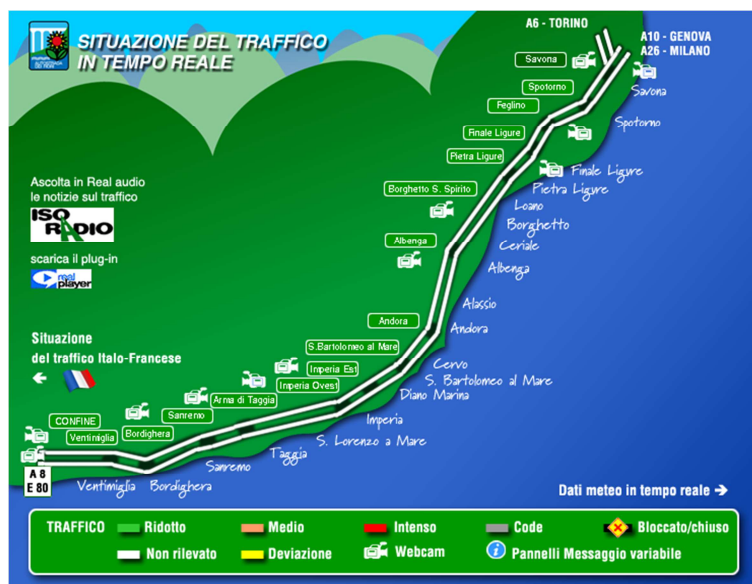 A6 - TORINO
A10 - GENOVA
A26 - MILANO
SITUAZIONE DEL TRAFFICO
IN TEMPO REALE
Savona
Savona
Spotorno
Feglino
Spotorno
Finale Ligure
Pietra Ligure
Finale Ligure
Pietra Ligure
Ascolta in Real audio
le notizie sul traffico
ISO
RADIO
Borghetto S. Spirito
Loano
Borghetto
Ceriale
Albenga
Albenga
scarica il plug-in
real
player
Alassio
Andora
Andora
Situazione
del traffico Italo-Francese
S.Bartolomeo al Mare
Cervo
Imperia Est
S. Bartolomeo al Mare
Imperia Ovest
Diano Marina
Arma di Taggia
Imperia
Sanremo
CONFINE
Bordighera
Ventimiglia
S. Lorenzo a Mare
Taggia
Sanremo
A 8
E 80
Ventimiglia
Bordighera
Dati meteo in tempo reale →
TRAFFICO
Ridotto
Medio
Intenso
Code
Bloccato/chiuso
Non rilevato
Deviazione
Webcam
Pannelli Messaggio variabile